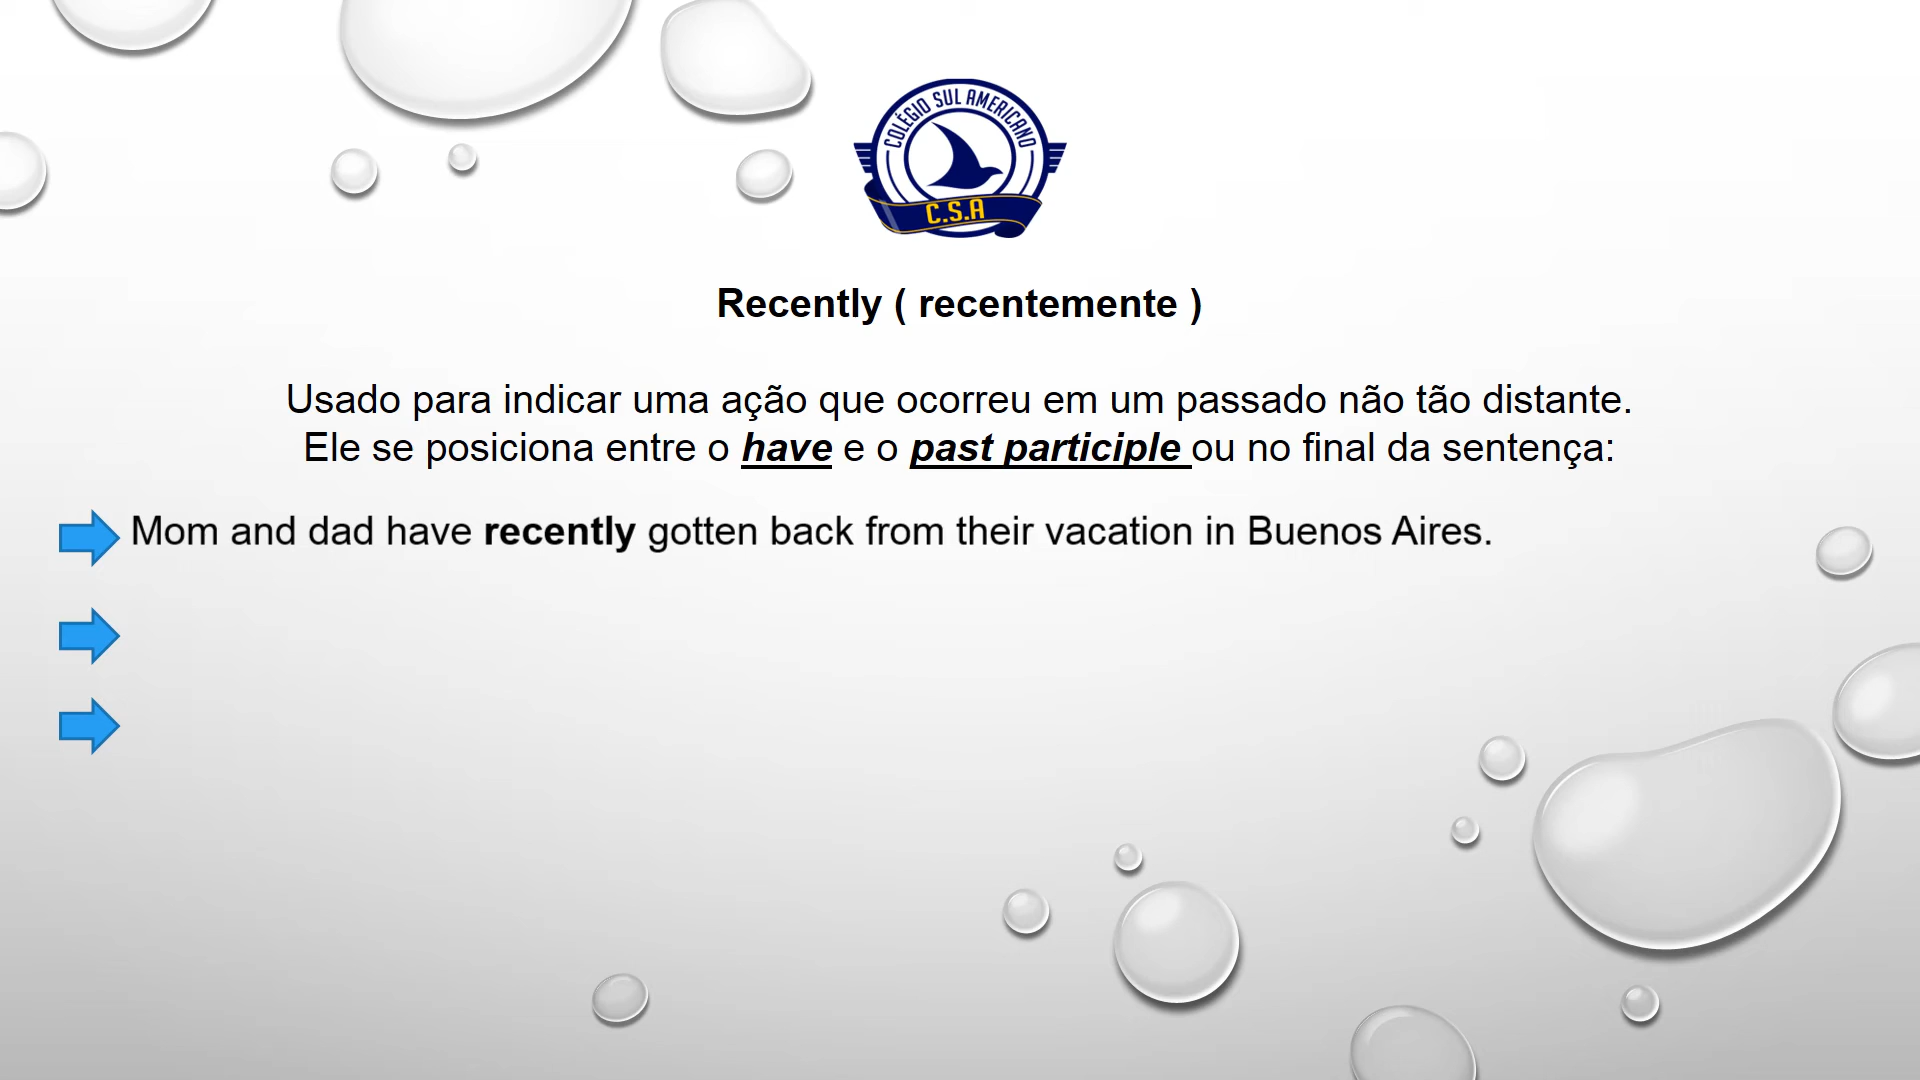 COLÉGIO SUL AMERICANO
C.S.A
Recently ( recentemente )
Usado para indicar uma ação que ocorreu em um passado não tão distante.
Ele se posiciona entre o have e o past participle ou no final da sentença:
Mom and dad have recently gotten back from their vacation in Buenos Aires.